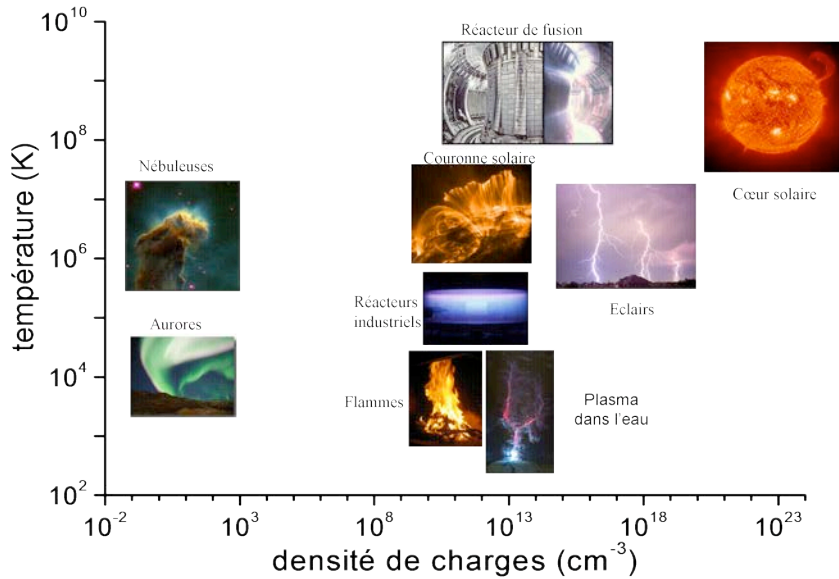 10^10
Réacteur de fusion
10^8
Nébuleuses
Couronne solaire
Cœur solaire
température (K)
10^6
Réacteurs
industriels
Eclairs
Aurores
10^4
Flammes
Plasma
dans l'eau
10^2
10^-2
10^3
10^8
10^13
10^18
10^23
densité de charges (cm^-3)